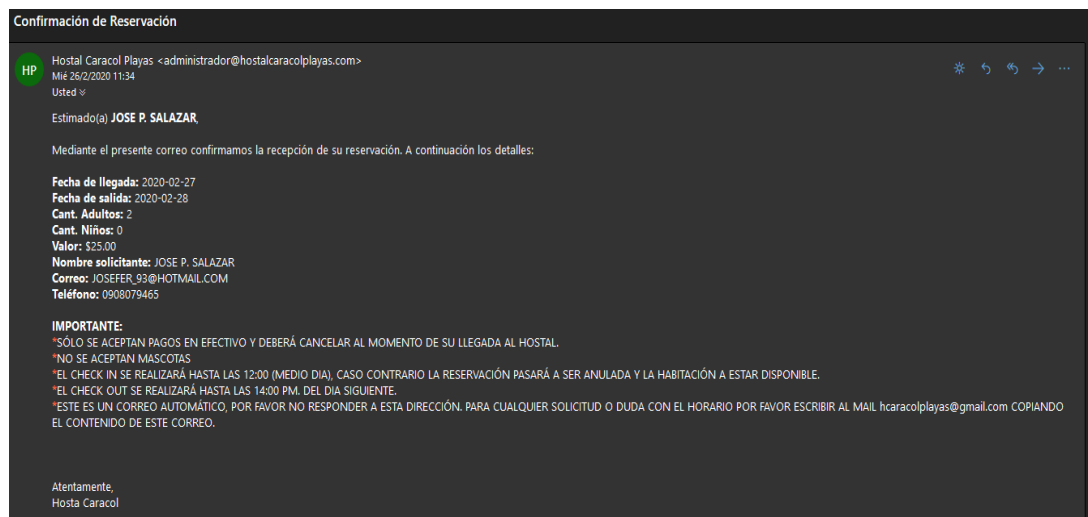 Confirmación de Reservación
HP
Hostal Caracol Playas <administrador@hostalcaracolplayas.com>
Mié 26/2/2020 11:34
Usted
Estimado(a) JOSE P. SALAZAR,
Mediante el presente correo confirmamos la recepción de su reservación. A continuación los detalles:
Fecha de llegada: 2020-02-27
Fecha de salida: 2020-02-28
Cant. Adultos: 2
Cant. Niños: 0
Valor: $25.00
Nombre solicitante: JOSE P. SALAZAR
Correo: JOSEFER_93@HOTMAIL.COM
Teléfono: 0908079465
IMPORTANTE:
*SÓLO SE ACEPTAN PAGOS EN EFECTIVO Y DEBERÁ CANCELAR AL MOMENTO DE SU LLEGADA AL HOSTAL.
*NO SE ACEPTAN MASCOTAS
*EL CHECK IN SE REALIZARÁ HASTA LAS 12:00 (MEDIO DIA), CASO CONTRARIO LA RESERVACIÓN PASARÁ A SER ANULADA Y LA HABITACIÓN A ESTAR DISPONIBLE.
*EL CHECK OUT SE REALIZARÁ HASTA LAS 14:00 PM. DEL DIA SIGUIENTE.
*ESTE ES UN CORREO AUTOMÁTICO, POR FAVOR NO RESPONDER A ESTA DIRECCIÓN. PARA CUALQUIER SOLICITUD O DUDA CON EL HORARIO POR FAVOR ESCRIBIR AL MAIL hcaracolplayas@gmail.com COPIANDO
EL CONTENIDO DE ESTE CORREO.
Atentamente,
Hosta Caracol